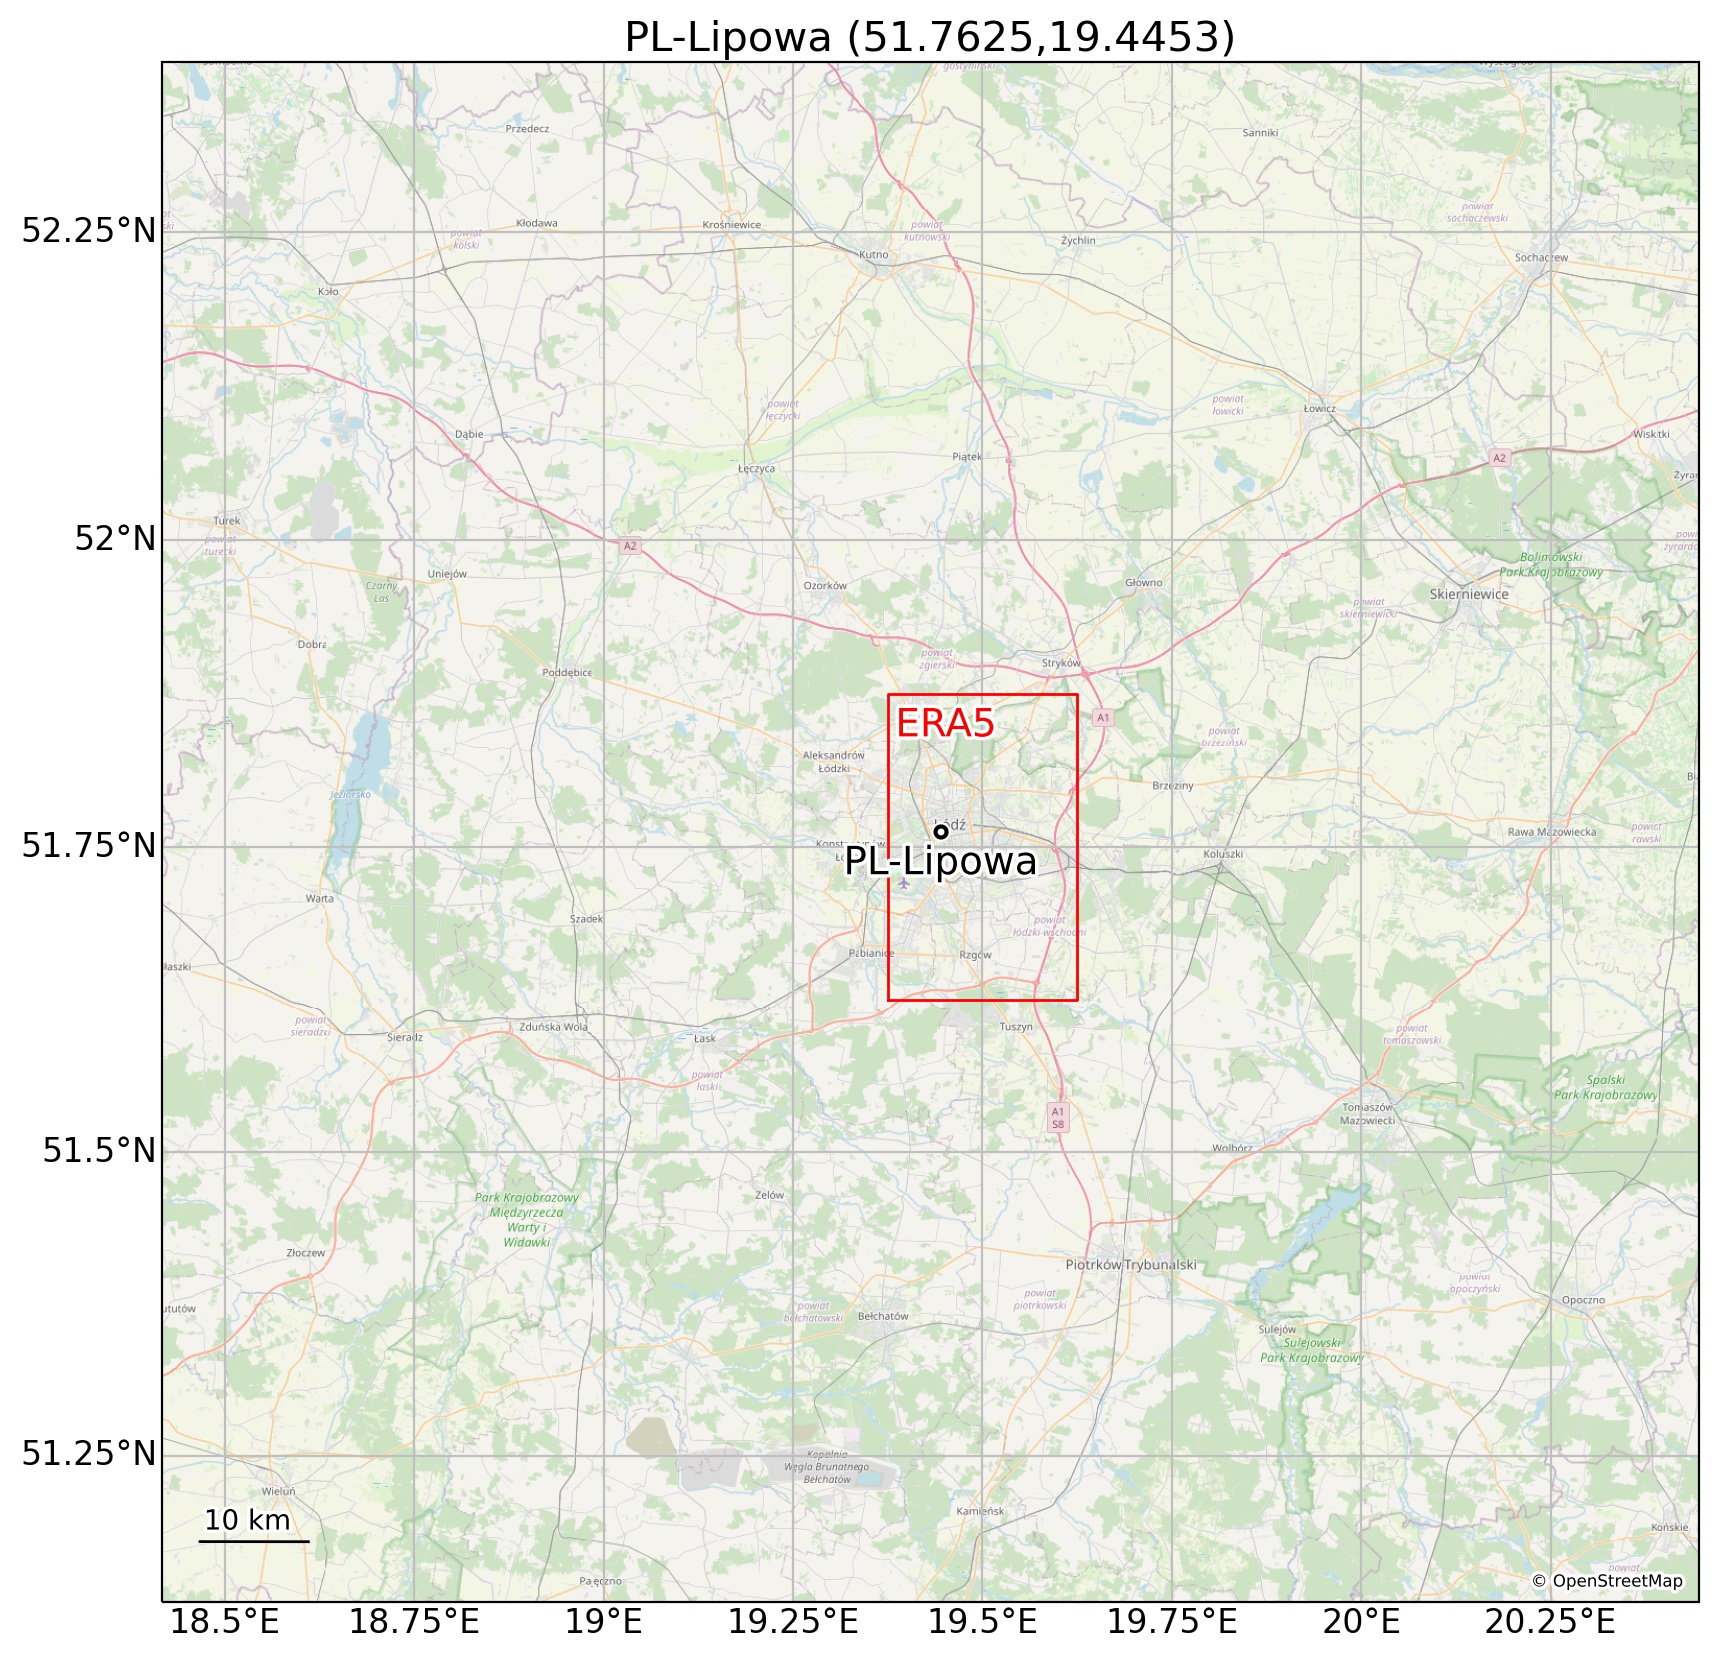 PL-Lipowa (51.7625,19.4453)
Przedecz
Sanniki
52.25°N
Kłodawa
powiat
kolski
Krośniewice
powiat
kutnowski
Żychlin
powiat
sochaczewski
Kutno
Sochaczew
Koło
powiat
łęczycki
powiat
łowicki
Łowicz
Dąbie
Łęczyca
Piątek
A2
Wiskitki
Turek
powiat
turecki
52°N
A2
Bolimowski
Park Krajobrazowy
Uniejów
Czarny
Las
Ozorków
Głowno
Skierniewice
powiat
skierniewicki
Dobra
Poddębice
powiat
zgierski
Stryków
ERA5
A1
powiat
brzeziński
Aleksandrów
Łódzki
Brzeziny
Jeziorsko
Łódź
Rawa Mazowiecka
powiat
rawski
51.75°N
PL-Lipowa
Koluszki
Warta
Szadek
powiat
łódzki wschodni
Pabianice
Rzgów
powiat
sieradzki
Sieradz
Zduńska Wola
Łask
Tuszyn
powiat
tomaszowski
powiat
łaski
Spalski
Park Krajobrazowy
A1
S8
Tomaszów
Mazowiecki
51.5°N
Wolbórz
Park Krajobrazowy
Międzyrzecza
Warty i
Widawki
Zelów
Złoczew
Piotrków Trybunalski
powiat
bełchatowski
Bełchatów
powiat
piotrkowski
powiat
opoczyński
Opoczno
Sulejów
Sulejowski
Park Krajobrazowy
51.25°N
Kopalnia
Węgla Brunatnego
Bełchatów
Wieluń
Kamieńsk
10 km
Końskie
powiat
© OpenStreetMap
18.5°E 18.75°E 19°E 19.25°E 19.5°E 19.75°E 20°E 20.25°E